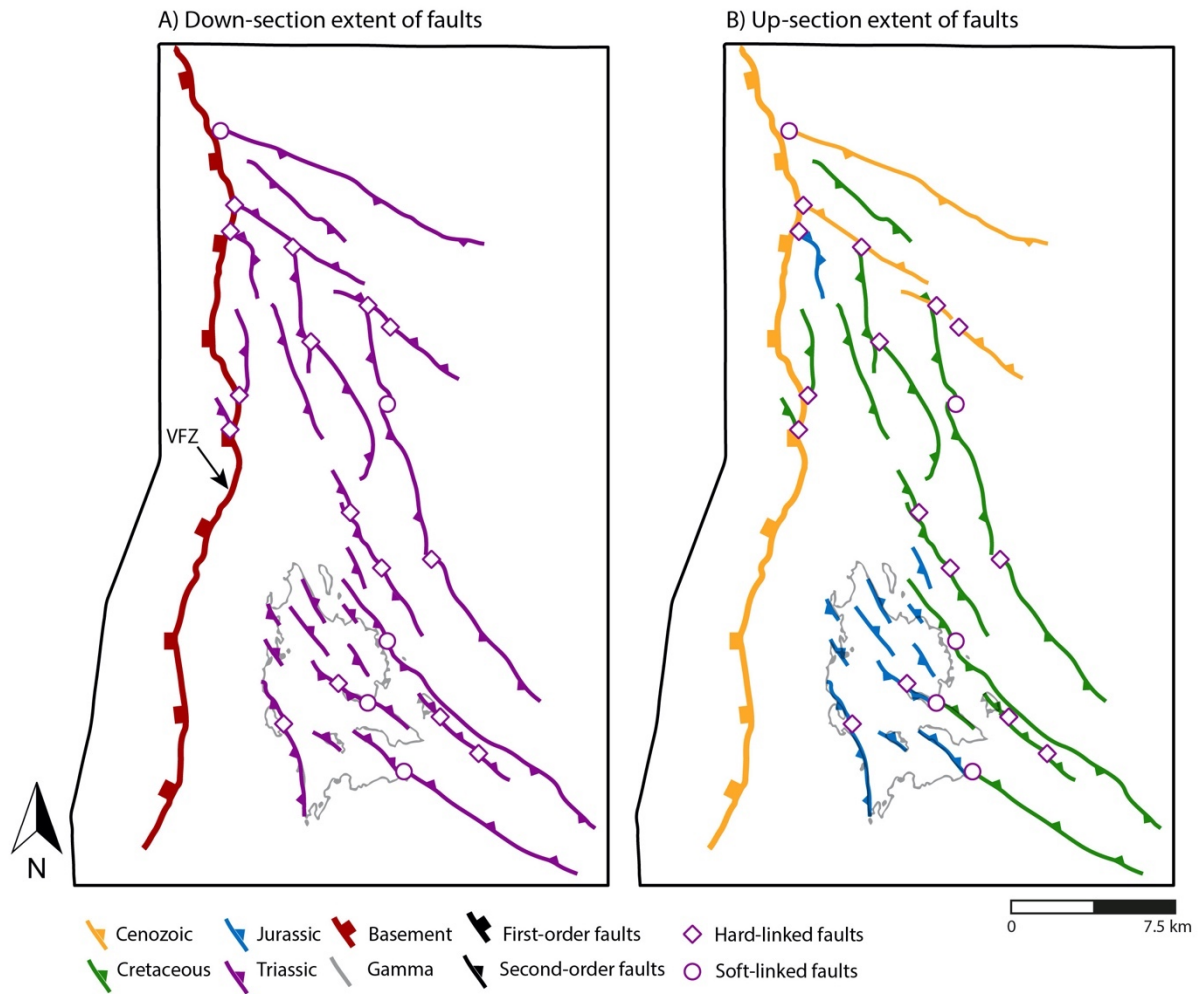 A) Down-section extent of faults
B) Up-section extent of faults
VFZ
N
Cenozoic
Jurassic
Basement
First-order faults
Hard-linked faults
Cretaceous
Triassic
Gamma
Second-order faults
Soft-linked faults
0
7.5 km